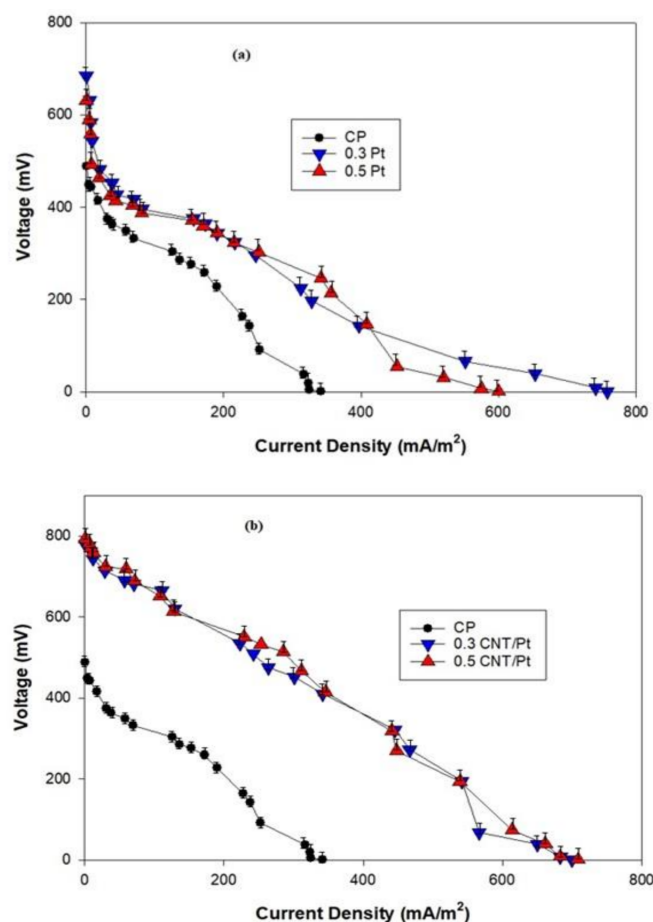 800
(a)
600
CP
0.3 Pt
0.5 Pt
400
200
0
Voltage (mV)
0 200 400 600 800
Current Density (mA/m²)
(b)
800
600
CP
0.3 CNT/Pt
0.5 CNT/Pt
400
200
0
Voltage (mV)
0 200 400 600 800
Current Density (mA/m²)